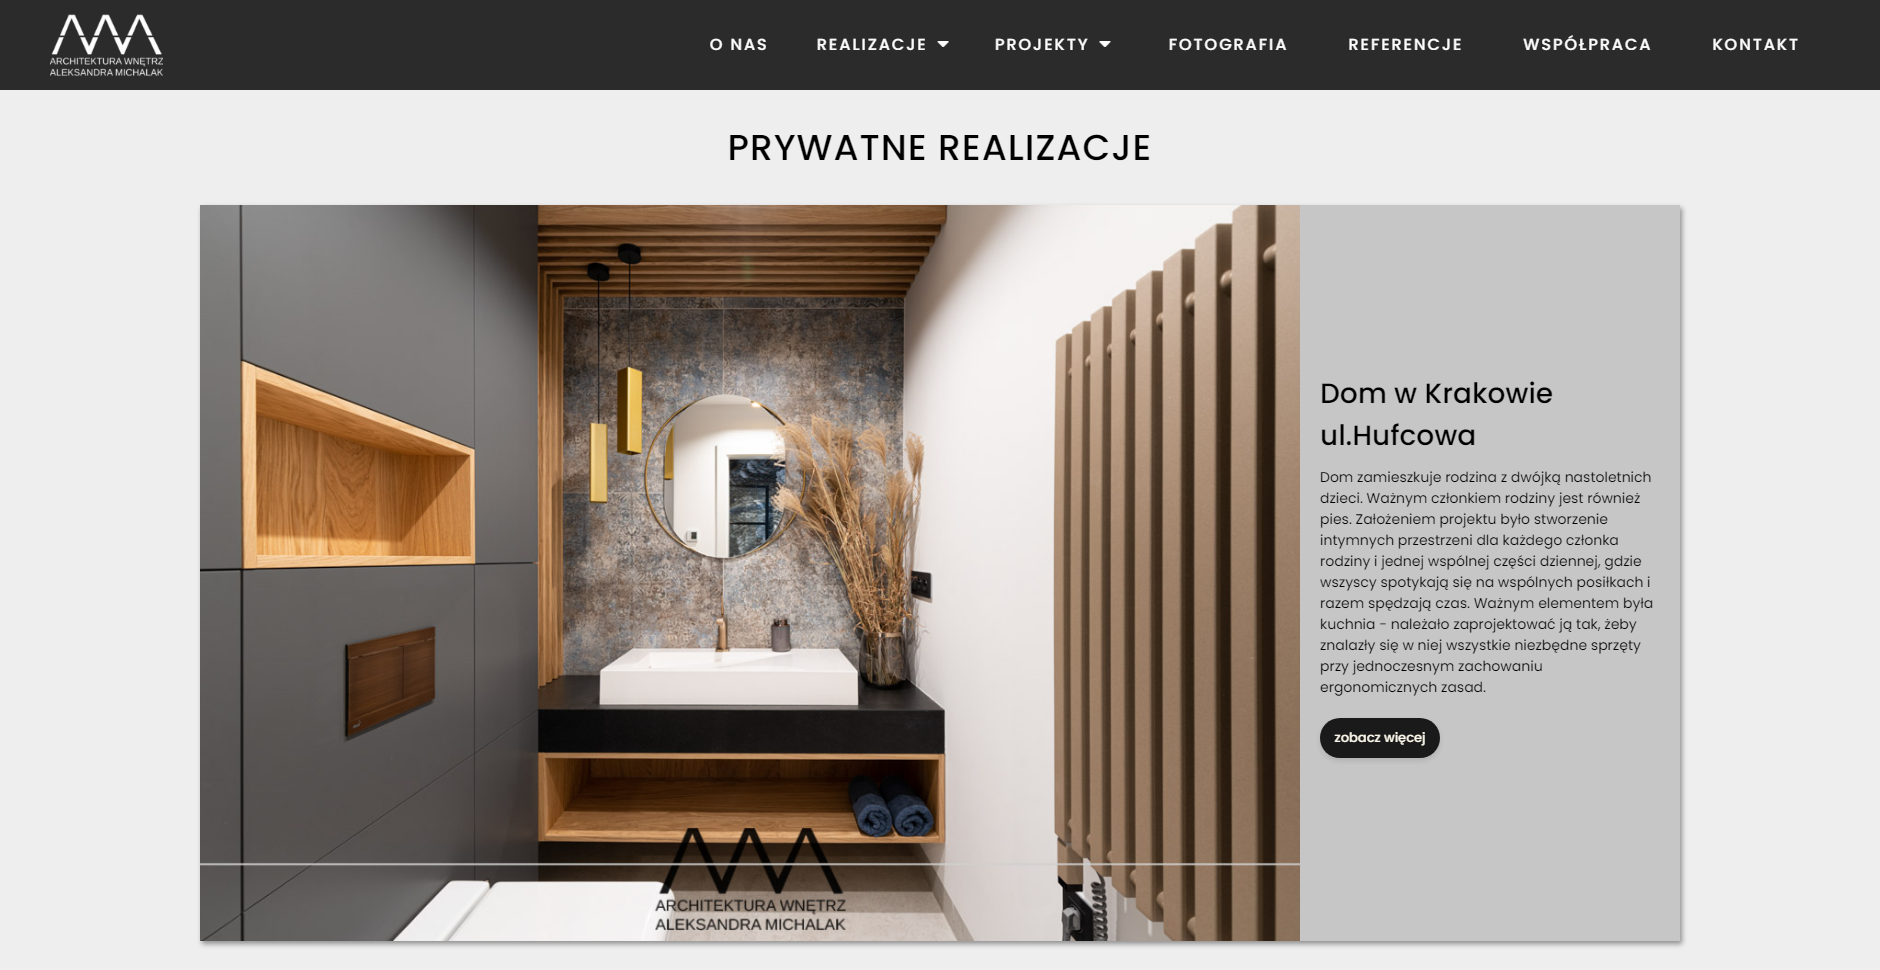 ARCHITEKTURA WNĘTRZ
ALEKSANDRA MICHALAK
O NAS
REALIZACJE
PROJEKTY
FOTOGRAFIA
REFERENCJE
WSPÓŁPRACA
KONTAKT
PRYWATNE REALIZACJE
Dom w Krakowie
ul.Hufcowa
Dom zamieszkuje rodzina z dwójką nastoletnich
dzieci. Ważnym członkiem rodziny jest również
pies. Założeniem projektu było stworzenie
intymnych przestrzeni dla każdego członka
rodziny i jednej wspólnej części dziennej, gdzie
wszyscy spotykają się na wspólnych posiłkach i
razem spędzają czas. Ważnym elementem była
kuchnia - należało zaprojektować ją tak, żeby
znalazły się w niej wszystkie niezbędne sprzęty
przy jednoczesnym zachowaniu
ergonomicznych zasad.
zobacz więcej
ARCHITEKTURA WNĘTRZ
ALEKSANDRA MICHALAK